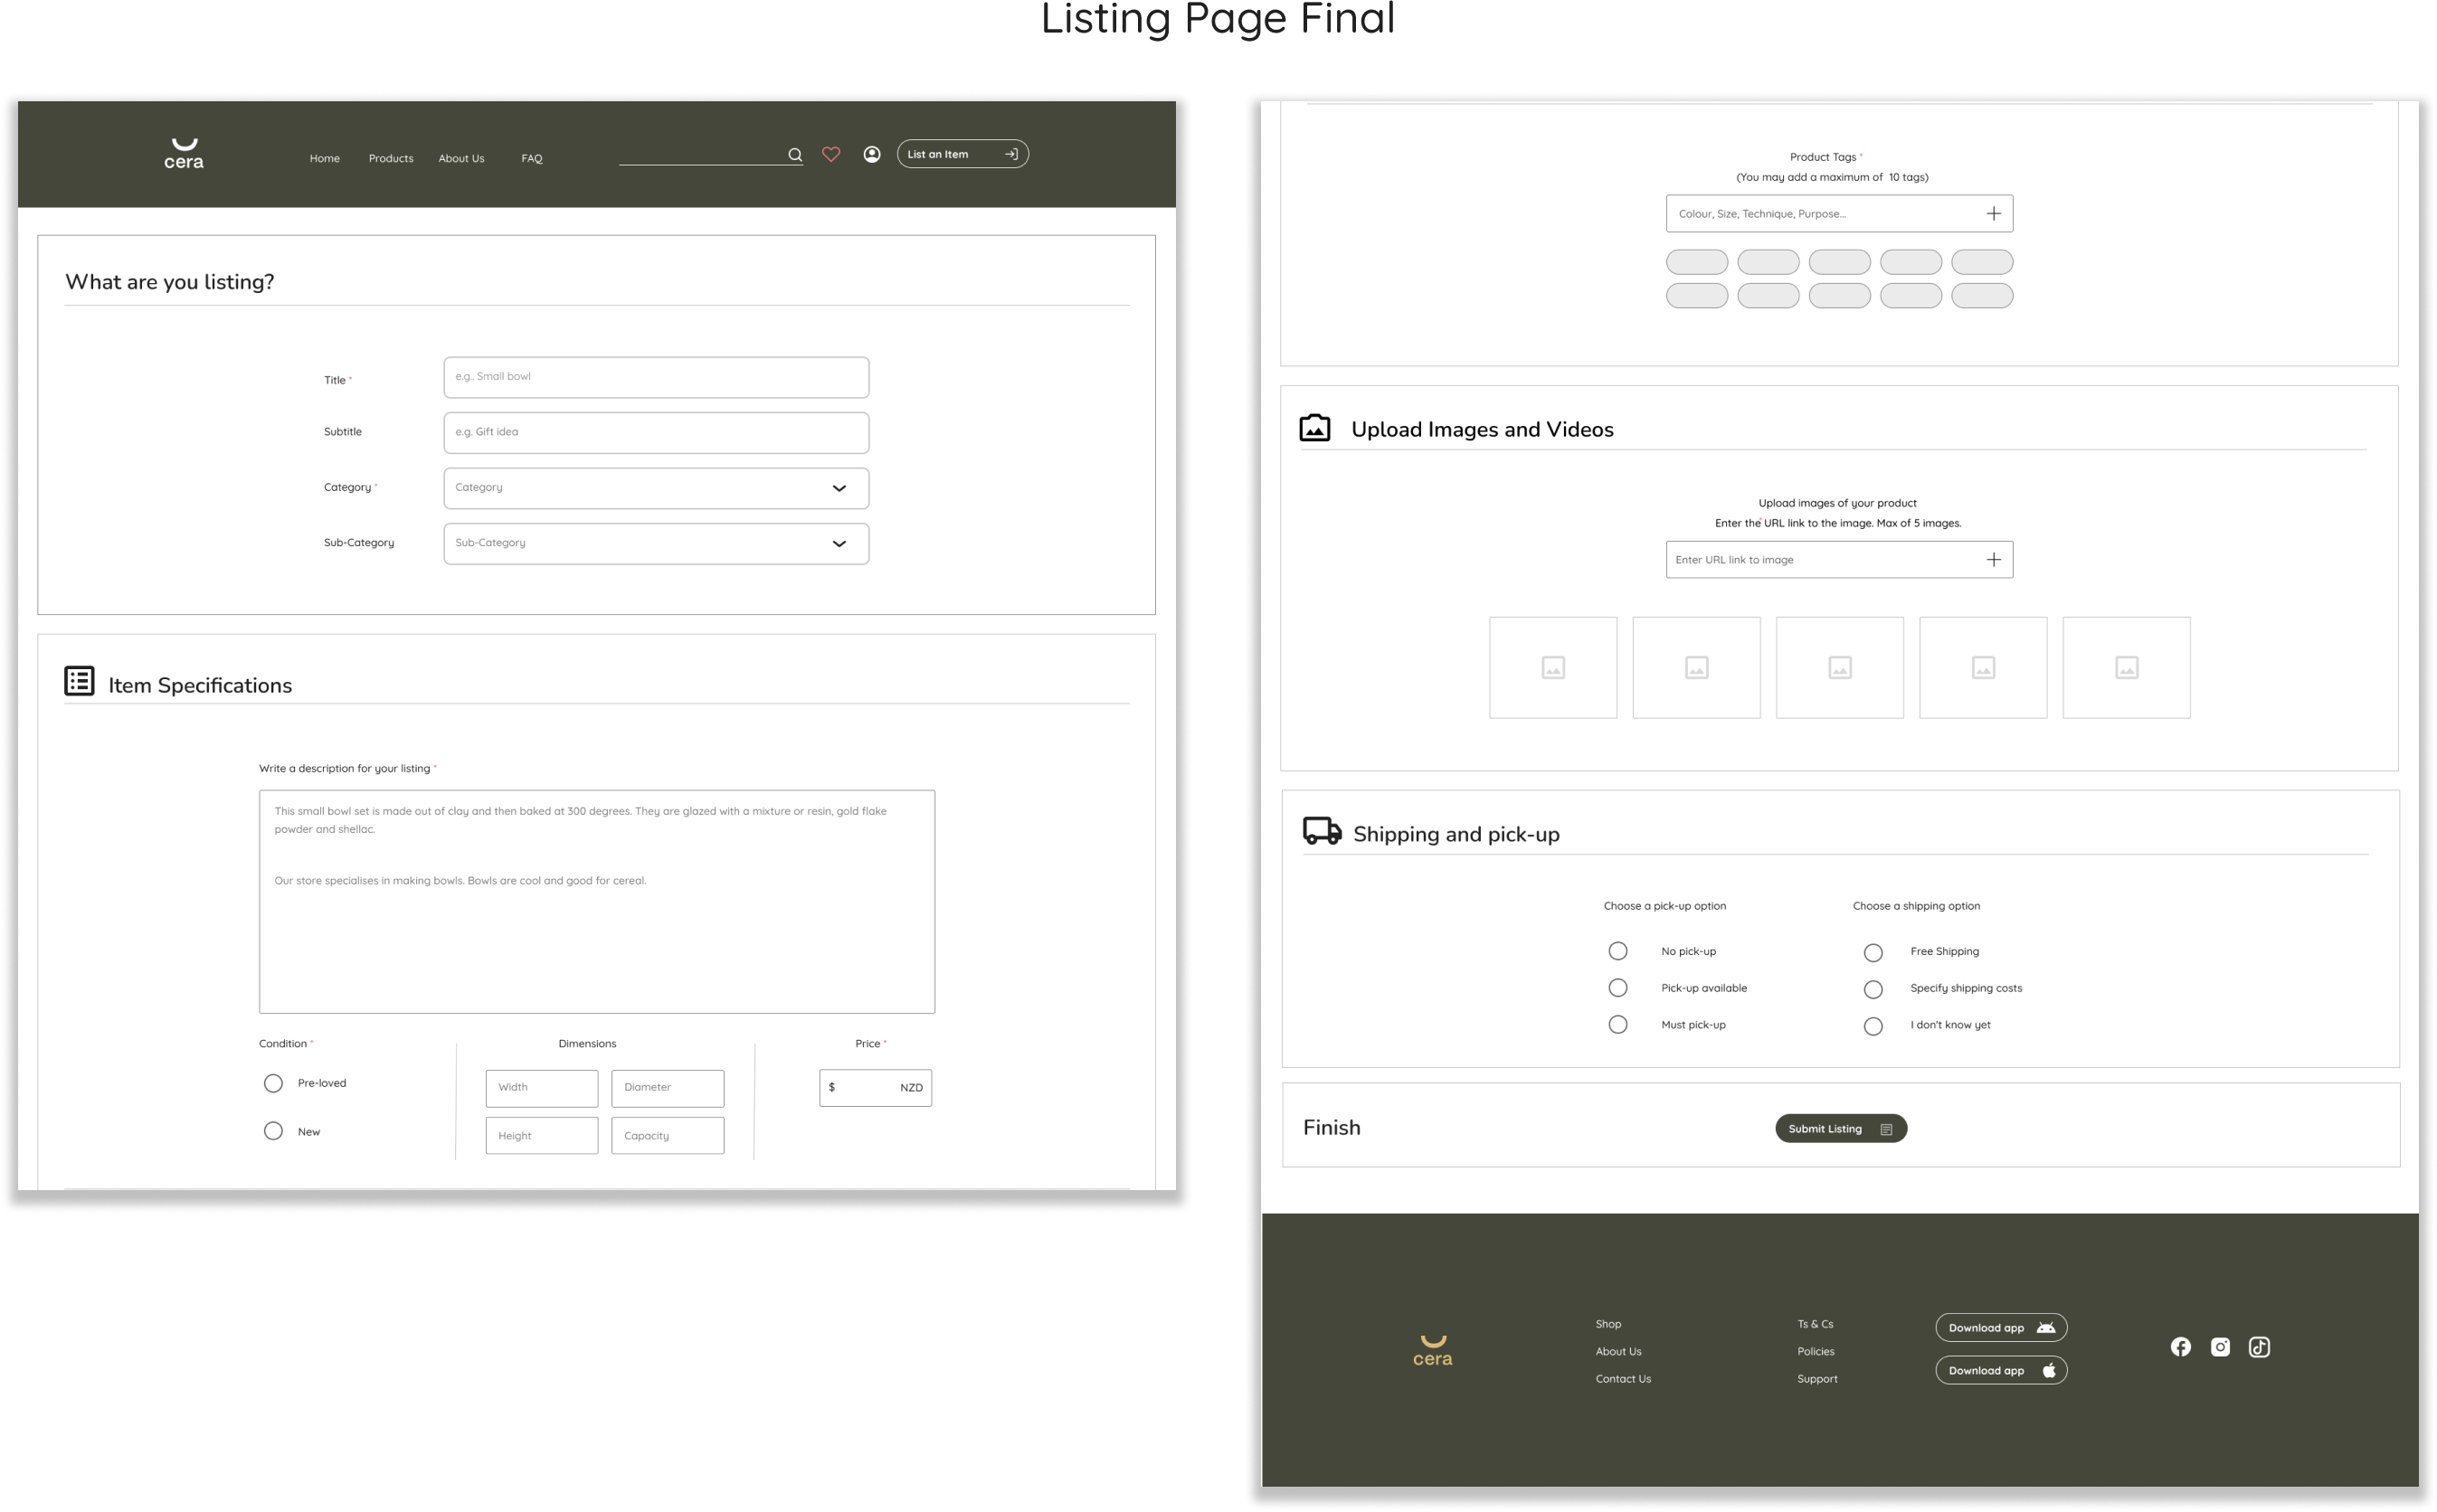 Listing Page Final
cera
Home Products About Us FAQ
List an Item
What are you listing?
Title *
e.g.. Small bowl
Subtitle
e.g. Gift idea
Category *
Category
Sub-Category
Sub-Category
Item Specifications
Write a description for your listing *
This small bowl set is made out of clay and then baked at 300 degrees. They are glazed with a mixture or resin, gold flake
powder and shellac.
Our store specialises in making bowls. Bowls are cool and good for cereal.
Condition *
Pre-loved
New
Dimensions
Width
Diameter
Height
Capacity
Price *
$ NZD
Product Tags *
(You may add a maximum of 10 tags)
Colour, Size, Technique, Purpose...
Upload Images and Videos
Upload images of your product
Enter the* URL link to the image. Max of 5 images.
Enter URL link to image
Shipping and pick-up
Choose a pick-up option
No pick-up
Pick-up available
Must pick-up
Choose a shipping option
Free Shipping
Specify shipping costs
I don't know yet
Finish
Submit Listing
cera
Shop
About Us
Contact Us
Ts & Cs
Policies
Support
Download app
Download app